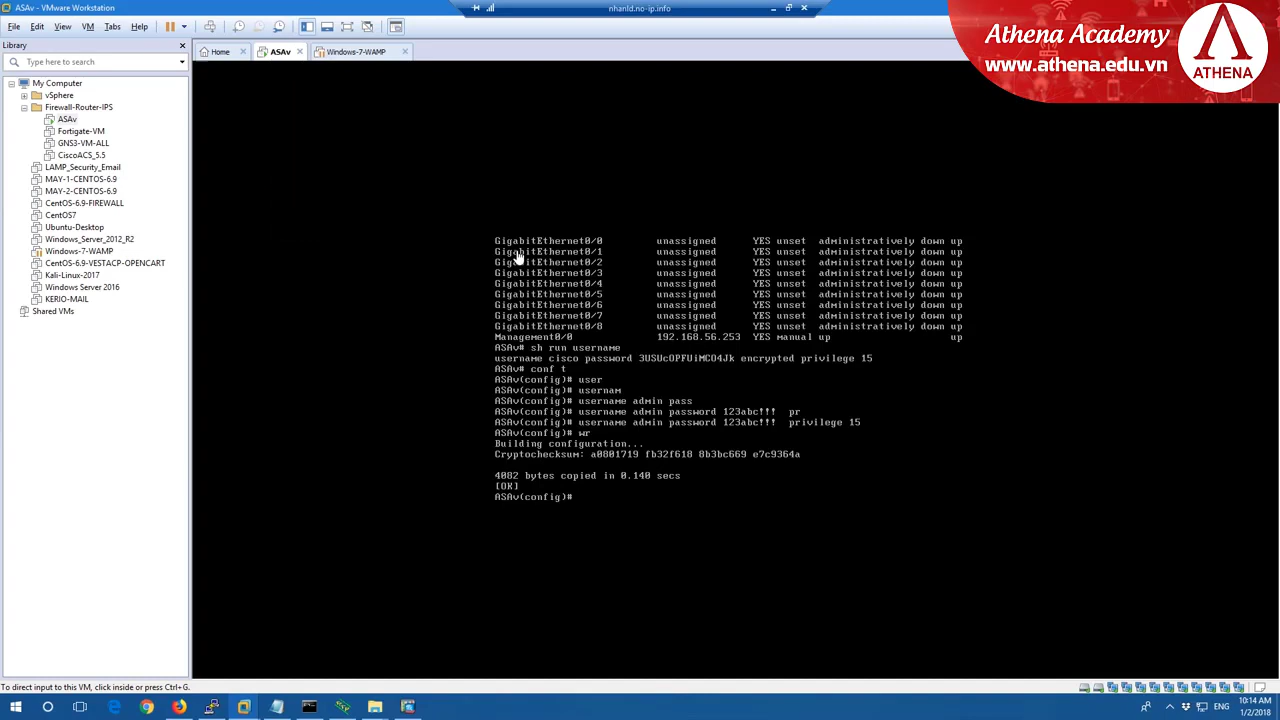 ASAv - VMware Workstation
nhanld.no-ip.info
File Edit View VM Tabs Help
Athena Academy
www.athena.edu.vn
ATHENA
Library
Type here to search
Home
ASAv
Windows-7-WAMP
My Computer
vSphere
Firewall-Router-IPS
ASAv
Fortigate-VM
GNS3-VM-ALL
CiscoACS_5.5
LAMP_Security_Email
MAY-1-CENTOS-6.9
MAY-2-CENTOS-6.9
CentOS-6.9-FIREWALL
CentOS7
Ubuntu-Desktop
Windows_Server_2012_R2
Windows-7-WAMP
CentOS-6.9-VESTACP-OPENCART
Kali-Linux-2017
Windows Server 2016
KERIO-MAIL
Shared VMs
GigabitEthernet0/0 unassigned YES unset administratively down up
GigabitEthernet0/1 unassigned YES unset administratively down up
GigabitEthernet0/2 unassigned YES unset administratively down up
GigabitEthernet0/3 unassigned YES unset administratively down up
GigabitEthernet0/4 unassigned YES unset administratively down up
GigabitEthernet0/5 unassigned YES unset administratively down up
GigabitEthernet0/6 unassigned YES unset administratively down up
GigabitEthernet0/7 unassigned YES unset administratively down up
GigabitEthernet0/8 unassigned YES unset administratively down up
Management0/0 192.168.56.253 YES manual up up
ASAv# sh run username
username cisco password 3USUcOPFUiMCO4Jk encrypted privilege 15
ASAv# conf t
ASAv(config)# user
ASAv(config)# usernam
ASAv(config)# username admin pass
ASAv(config)# username admin password 123abc!!! pr
ASAv(config)# username admin password 123abc!!! privilege 15
ASAv(config)# wr
Building configuration...
Cryptochecksum: a0801719 fb32f618 8b3bc669 e7c9364a
4082 bytes copied in 0.140 secs
[OK]
ASAv(config)#
To direct input to this VM, click inside or press Ctrl+G.
ENG
10:14 AM
1/2/2018